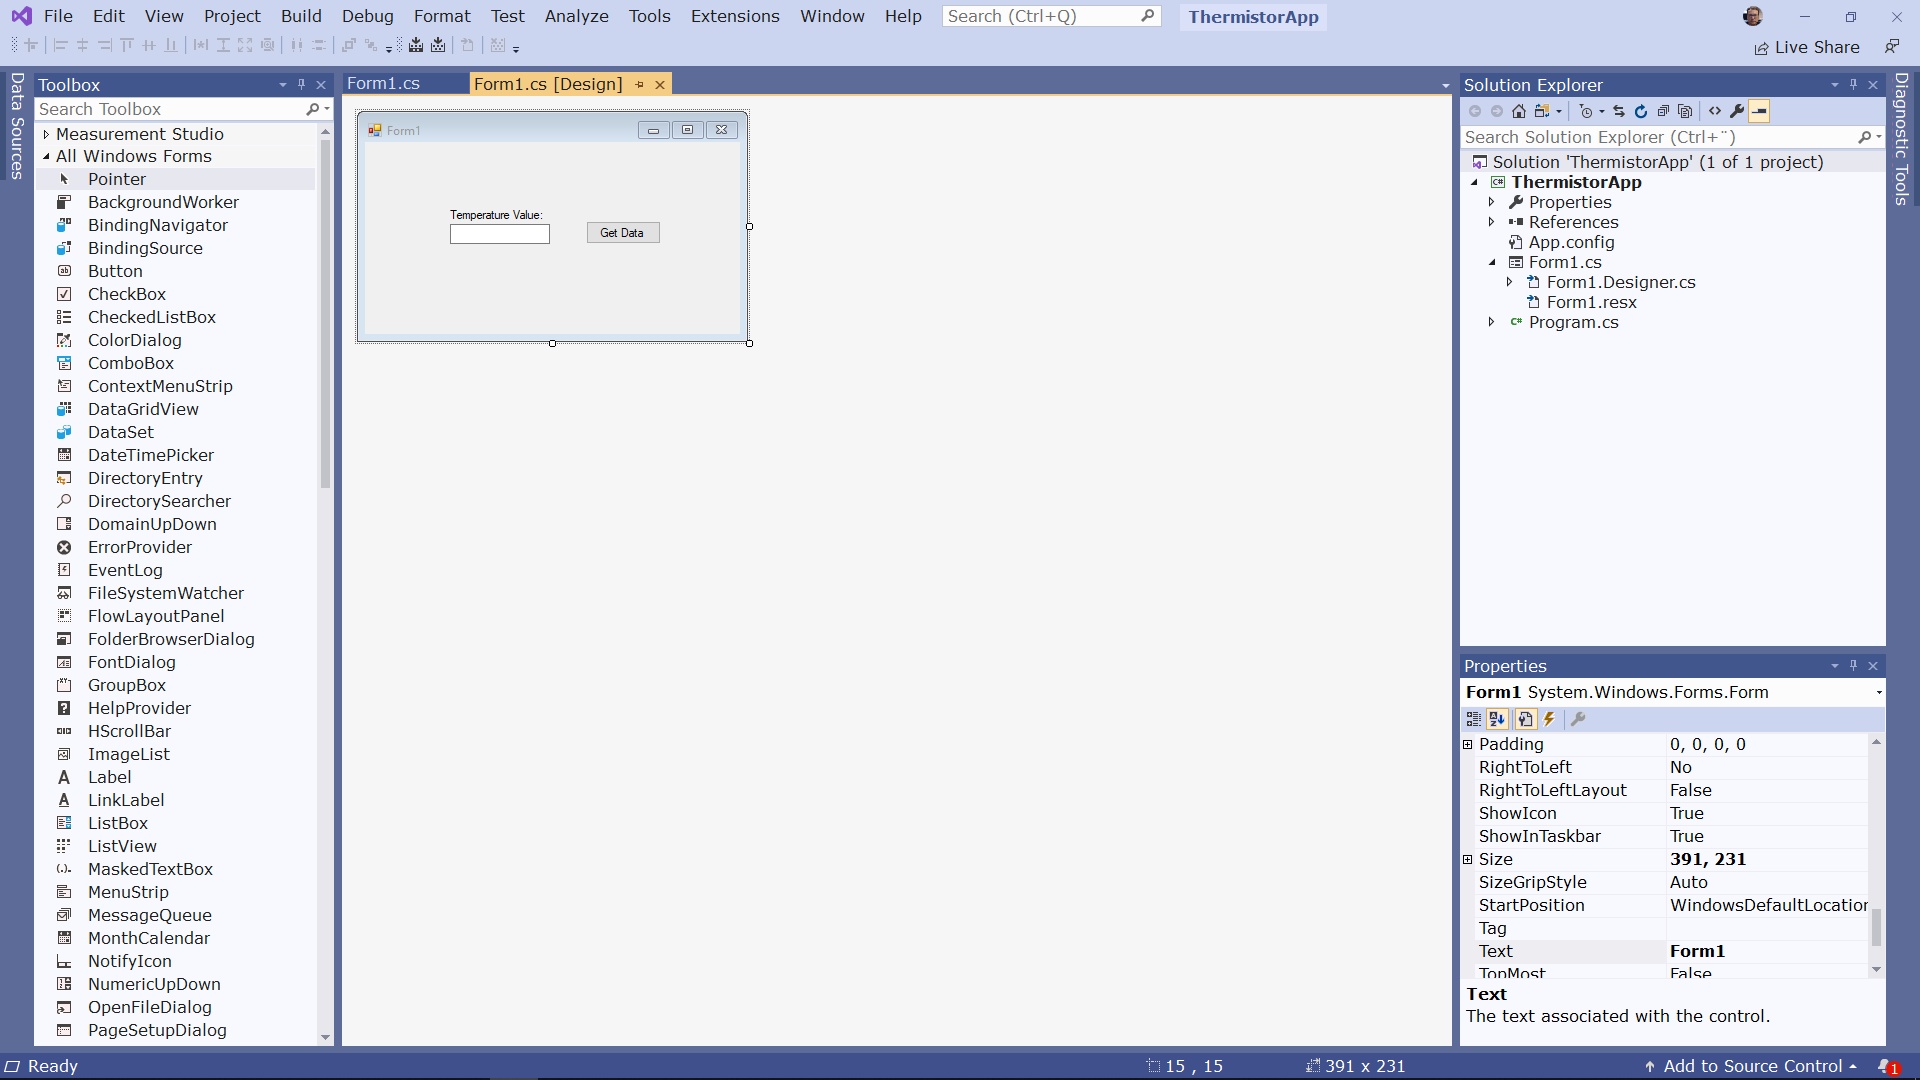 File Edit View Project Build Debug Format Test Analyze Tools Extensions Window Help Search (Ctrl+Q) ThermistorApp
Live Share
Data Sources
Toolbox
Search Toolbox
Measurement Studio
All Windows Forms
Pointer
BackgroundWorker
BindingNavigator
BindingSource
Button
CheckBox
CheckedListBox
ColorDialog
ComboBox
ContextMenuStrip
DataGridView
DataSet
DateTimePicker
DirectoryEntry
DirectorySearcher
DomainUpDown
ErrorProvider
EventLog
FileSystemWatcher
FlowLayoutPanel
FolderBrowserDialog
FontDialog
GroupBox
HelpProvider
HScrollBar
ImageList
Label
LinkLabel
ListBox
ListView
MaskedTextBox
MenuStrip
MessageQueue
MonthCalendar
NotifyIcon
NumericUpDown
OpenFileDialog
PageSetupDialog
Form1.cs
Form1.cs [Design]
Form1
Temperature Value:
Get Data
Solution Explorer
Search Solution Explorer (Ctrl+¨)
Solution 'ThermistorApp' (1 of 1 project)
ThermistorApp
Properties
References
App.config
Form1.cs
Form1.Designer.cs
Form1.resx
Program.cs
Diagnostic Tools
Properties
Form1 System.Windows.Forms.Form
Padding 0, 0, 0, 0
RightToLeft No
RightToLeftLayout False
ShowIcon True
ShowInTaskbar True
Size 391, 231
SizeGripStyle Auto
StartPosition WindowsDefaultLocation
Tag
Text Form1
TopMost False
Text
The text associated with the control.
Ready
15 , 15
391 x 231
Add to Source Control
1